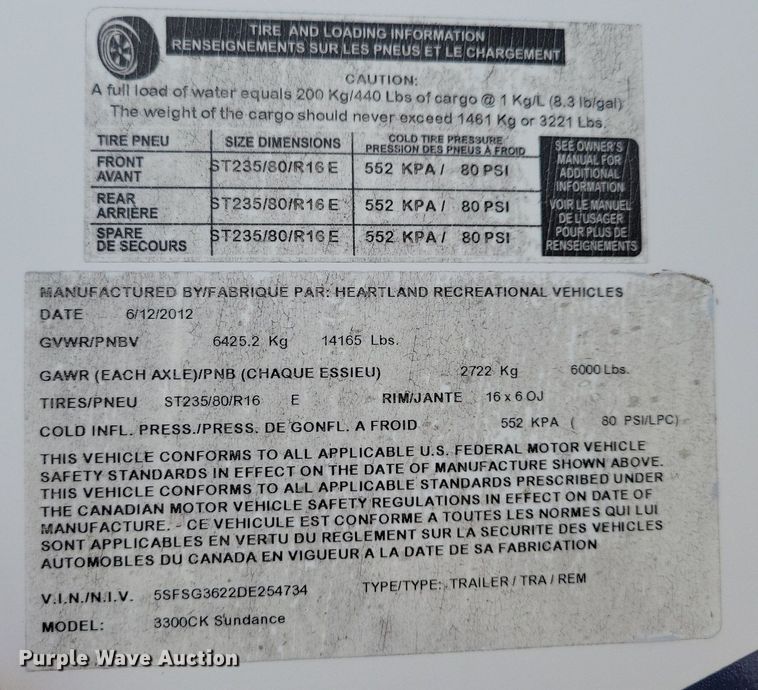 TIRE AND LOADING INFORMATION
RENSEIGNEMENTS SUR LES PNEUS ET LE CHARGEMENT
CAUTION:
A full load of water equals 200 Kg/440 Lbs of cargo @ 1 Kg/L (8.3 lb/gal)
The weight of the cargo should never exceed 1461 Kg or 3221 Lbs.
TIRE PNEU SIZE DIMENSIONS COLD TIRE PRESSURE
PRESSION DES PNEUS À FROID
FRONT
AVANT ST235/80/R16 E 552 KPA / 80 PSI
REAR
ARRIÈRE ST235/80/R16 E 552 KPA / 80 PSI
SPARE
DE SECOURS ST235/80/R16 E 552 KPA / 80 PSI
SEE OWNER'S
MANUAL FOR
ADDITIONAL
INFORMATION
VOIR LE MANUEL
DE L'USAGER
POUR PLUS DE
RENSEIGNEMENTS
MANUFACTURED BY/FABRIQUE PAR: HEARTLAND RECREATIONAL VEHICLES
DATE 6/12/2012
GVWR/PNBV 6425.2 Kg 14165 Lbs.
GAWR (EACH AXLE)/PNB (CHAQUE ESSIEU) 2722 Kg 6000 Lbs.
TIRES/PNEU ST235/80/R16 E RIM/JANTE 16 x 6 OJ
COLD INFL. PRESS./PRESS. DE GONFL. A FROID 552 KPA ( 80 PSI/LPC)
THIS VEHICLE CONFORMS TO ALL APPLICABLE U.S. FEDERAL MOTOR VEHICLE
SAFETY STANDARDS IN EFFECT ON THE DATE OF MANUFACTURE SHOWN ABOVE.
THIS VEHICLE CONFORMS TO ALL APPLICABLE STANDARDS PRESCRIBED UNDER
THE CANADIAN MOTOR VEHICLE SAFETY REGULATIONS IN EFFECT ON DATE OF
MANUFACTURE. - CE VEHICULE EST CONFORME A TOUTES LES NORMES QUI LUI
SONT APPLICABLES EN VERTU DU REGLEMENT SUR LA SECURITE DES VEHICLES
AUTOMOBILES DU CANADA EN VIGUEUR A LA DATE DE SA FABRICATION
V.I.N./N.I.V. 5SFSG3622DE254734 TYPE/TYPE: TRAILER / TRA / REM
MODEL: 3300CK Sundance
Purple Wave Auction